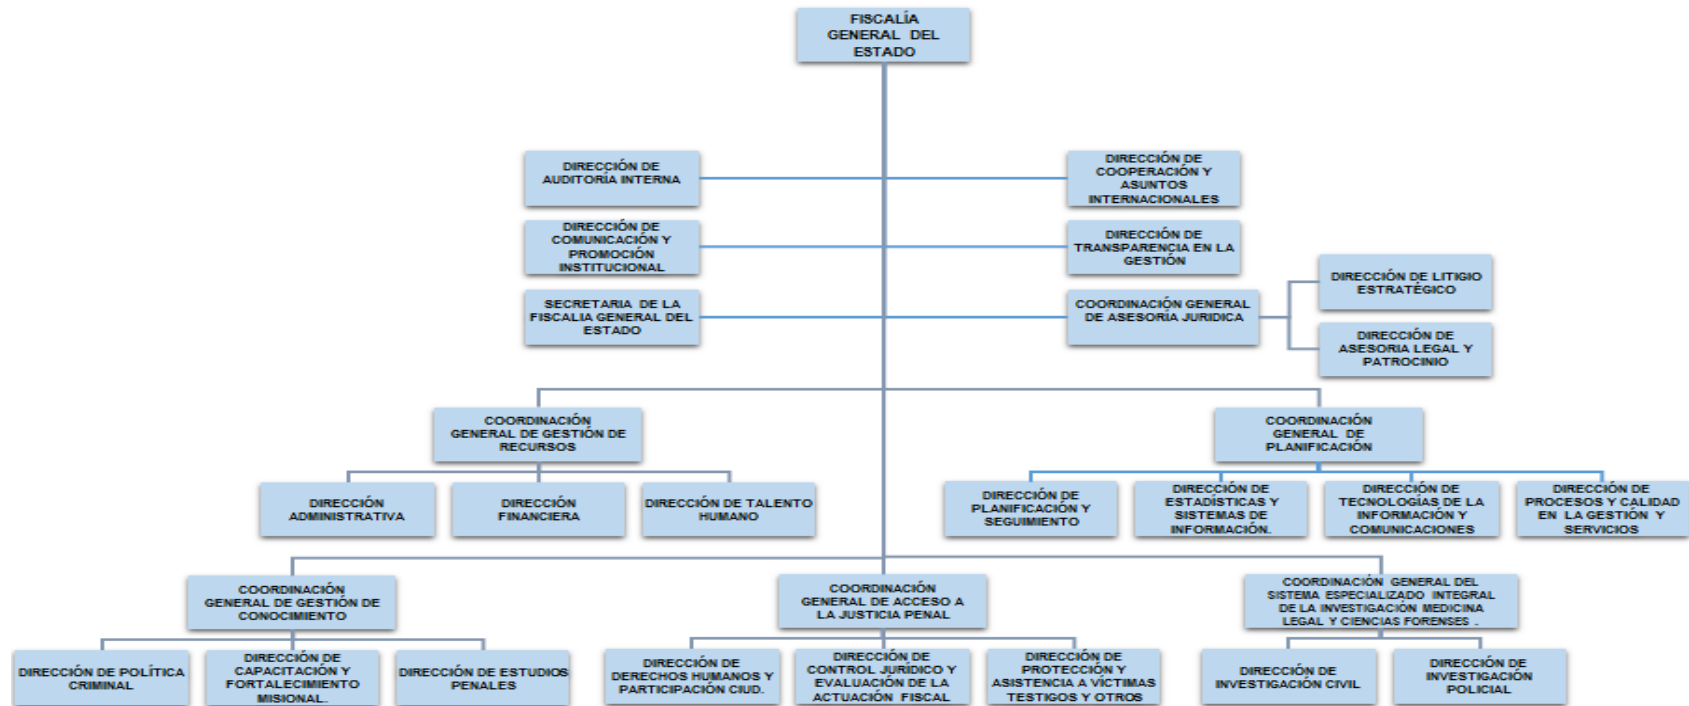 FISCALÍA
GENERAL DEL
ESTADO
DIRECCIÓN DE
AUDITORÍA INTERNA
DIRECCIÓN DE
COOPERACIÓN Y
ASUNTOS
INTERNACIONALES
DIRECCIÓN DE
COMUNICACIÓN Y
PROMOCIÓN
INSTITUCIONAL
DIRECCIÓN DE
TRANSPARENCIA EN LA
GESTIÓN
SECRETARIA DE LA
FISCALIA GENERAL DEL
ESTADO
COORDINACIÓN GENERAL
DE ASESORÍA JURIDICA
DIRECCIÓN DE LITIGIO
ESTRATÉGICO
DIRECCIÓN DE
ASESORIA LEGAL Y
PATROCINIO
COORDINACIÓN
GENERAL DE GESTIÓN DE
RECURSOS
COORDINACIÓN
GENERAL DE
PLANIFICACIÓN
DIRECCIÓN
ADMINISTRATIVA
DIRECCIÓN
FINANCIERA
DIRECCIÓN DE TALENTO
HUMANO
DIRECCIÓN DE
PLANIFICACIÓN Y
SEGUIMIENTO
DIRECCIÓN DE
ESTADÍSTICAS Y
SISTEMAS DE
INFORMACIÓN.
DIRECCIÓN DE
TECNOLOGÍAS DE LA
INFORMACIÓN Y
COMUNICACIONES
DIRECCIÓN DE
PROCESOS Y CALIDAD
EN LA GESTIÓN Y
SERVICIOS
COORDINACIÓN
GENERAL DE GESTIÓN DE
CONOCIMIENTO
COORDINACIÓN
GENERAL DE ACCESO A
LA JUSTICIA PENAL
COORDINACIÓN GENERAL DEL
SISTEMA ESPECIALIZADO INTEGRAL
DE LA INVESTIGACIÓN MEDICINA
LEGAL Y CIENCIAS FORENSES .
DIRECCIÓN DE POLÍTICA
CRIMINAL
DIRECCIÓN DE
CAPACITACIÓN Y
FORTALECIMIENTO
MISIONAL.
DIRECCIÓN DE ESTUDIOS
PENALES
DIRECCIÓN DE
DERECHOS HUMANOS Y
PARTICIPACIÓN CIUD.
DIRECCIÓN DE
CONTROL JURÍDICO Y
EVALUACIÓN DE LA
ACTUACIÓN FISCAL
DIRECCIÓN DE
PROTECCIÓN Y
ASISTENCIA A VÍCTIMAS
TESTIGOS Y OTROS
DIRECCIÓN DE
INVESTIGACIÓN CIVIL
DIRECCIÓN DE
INVESTIGACIÓN
POLICIAL